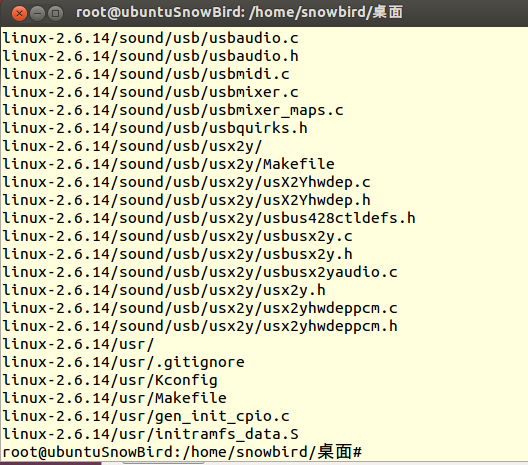 root@ubuntuSnowBird: /home/snowbird/桌面
linux-2.6.14/sound/usb/usbaudio.c
linux-2.6.14/sound/usb/usbaudio.h
linux-2.6.14/sound/usb/usbmidi.c
linux-2.6.14/sound/usb/usbmixer.c
linux-2.6.14/sound/usb/usbmixer_maps.c
linux-2.6.14/sound/usb/usbquirks.h
linux-2.6.14/sound/usb/usx2y/
linux-2.6.14/sound/usb/usx2y/Makefile
linux-2.6.14/sound/usb/usx2y/usX2Yhwdep.c
linux-2.6.14/sound/usb/usx2y/usX2Yhwdep.h
linux-2.6.14/sound/usb/usx2y/usbus428ctldefs.h
linux-2.6.14/sound/usb/usx2y/usbusx2y.c
linux-2.6.14/sound/usb/usx2y/usbusx2y.h
linux-2.6.14/sound/usb/usx2y/usbusx2yaudio.c
linux-2.6.14/sound/usb/usx2y/usx2y.h
linux-2.6.14/sound/usb/usx2y/usx2yhwdeppcm.c
linux-2.6.14/sound/usb/usx2y/usx2yhwdeppcm.h
linux-2.6.14/usr/
linux-2.6.14/usr/.gitignore
linux-2.6.14/usr/Kconfig
linux-2.6.14/usr/Makefile
linux-2.6.14/usr/gen_init_cpio.c
linux-2.6.14/usr/initramfs_data.S
root@ubuntuSnowBird:/home/snowbird/桌面#